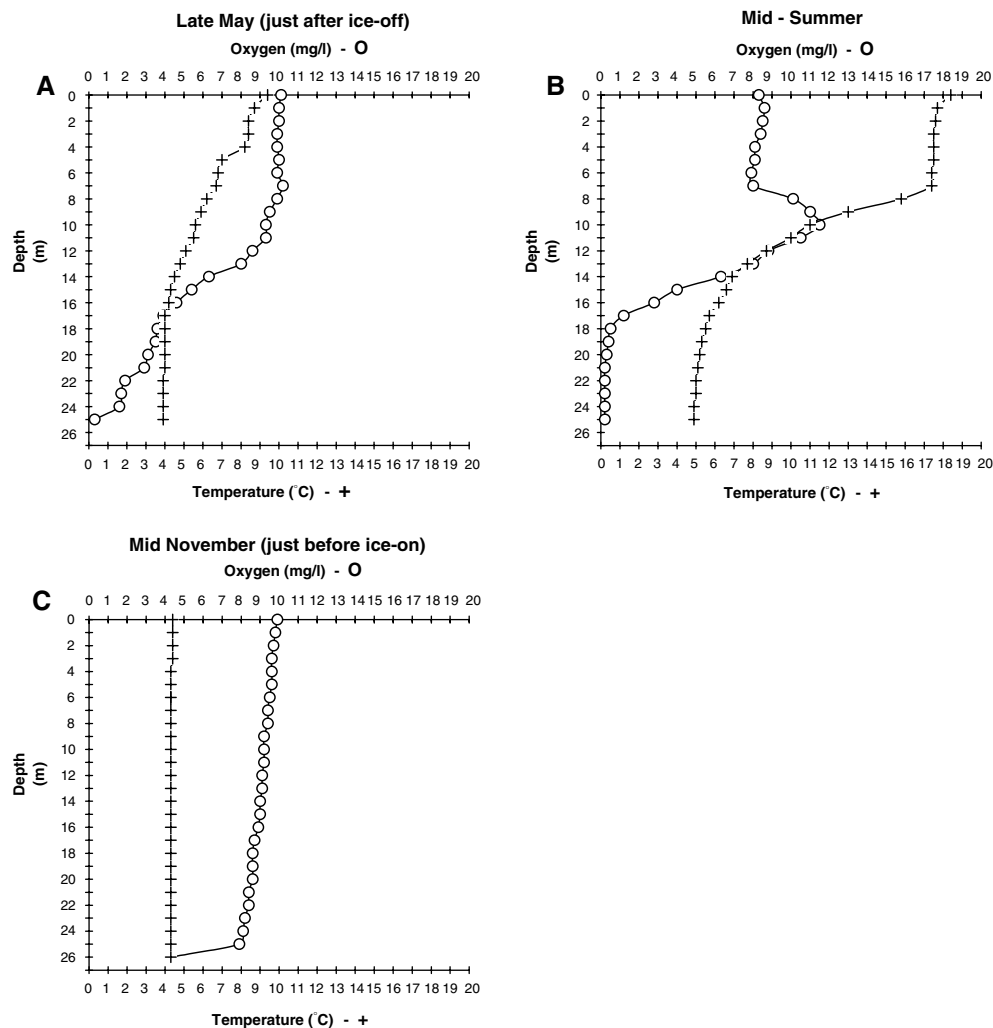 Late May (just after ice-off)
Oxygen (mg/l) - O
A
0 1 2 3 4 5 6 7 8 9 10 11 12 13 14 15 16 17 18 19 20
0
2
4
6
8
10
12
14
16
18
20
22
24
26
Depth
(m)
0 1 2 3 4 5 6 7 8 9 10 11 12 13 14 15 16 17 18 19 20
Temperature (°C) - +
Mid - Summer
Oxygen (mg/l) - O
B
0 1 2 3 4 5 6 7 8 9 10 11 12 13 14 15 16 17 18 19 20
0
2
4
6
8
10
12
14
16
18
20
22
24
26
Depth
(m)
0 1 2 3 4 5 6 7 8 9 10 11 12 13 14 15 16 17 18 19 20
Temperature (°C) - +
Mid November (just before ice-on)
Oxygen (mg/l) - O
C
0 1 2 3 4 5 6 7 8 9 10 11 12 13 14 15 16 17 18 19 20
0
2
4
6
8
10
12
14
16
18
20
22
24
26
Depth
(m)
0 1 2 3 4 5 6 7 8 9 10 11 12 13 14 15 16 17 18 19 20
Temperature (°C) - +